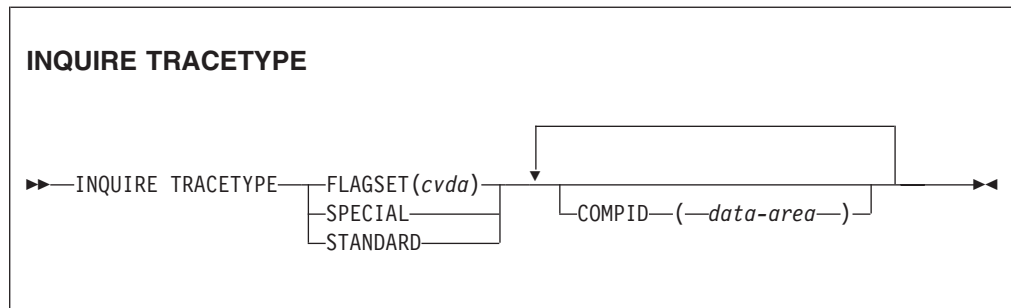 INQUIRE TRACETYPE
INQUIRE TRACETYPE FLAGSET(cvda)
SPECIAL COMPID ( data-area )
STANDARD